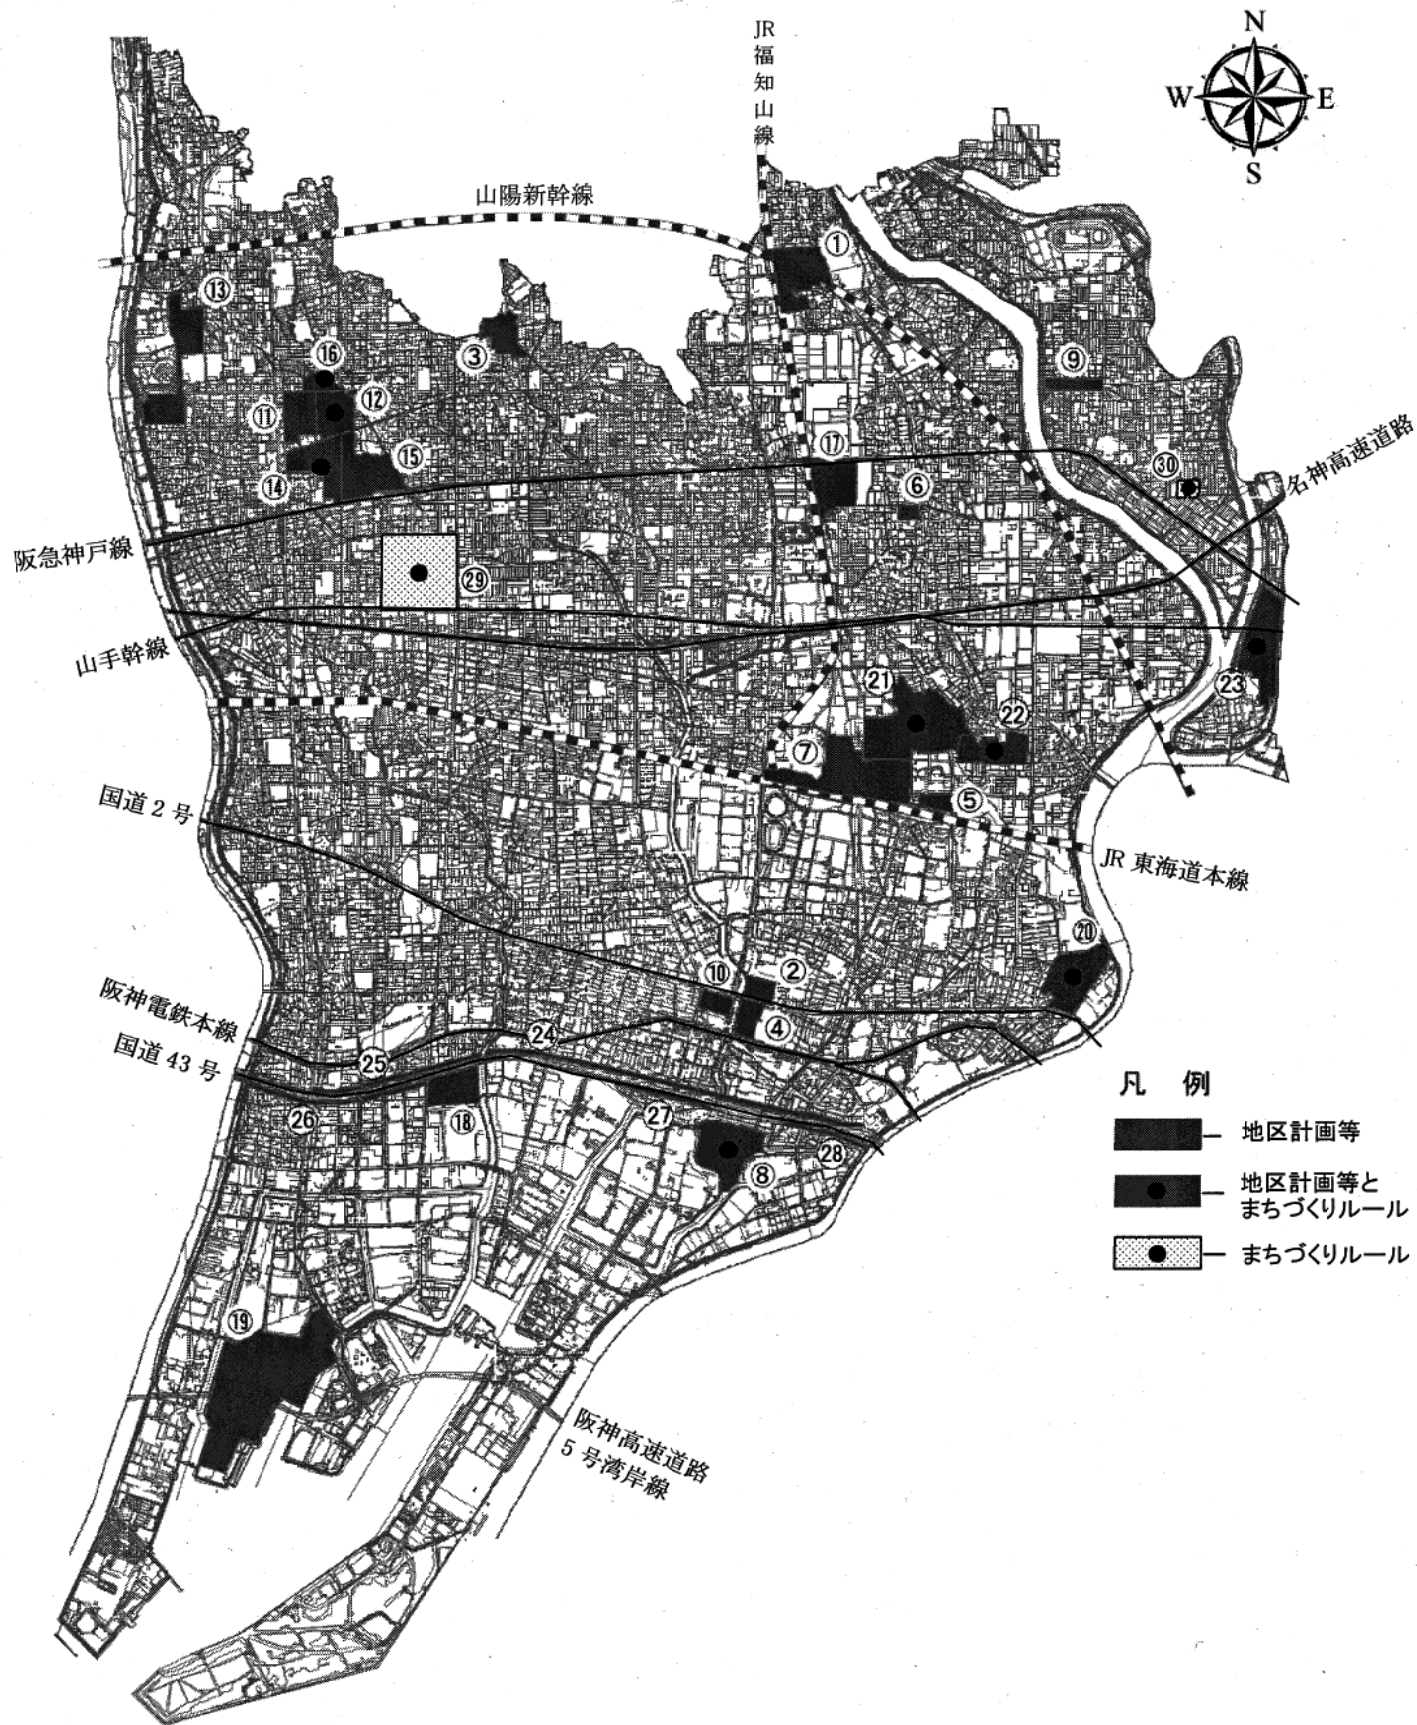 JR福知山線
N
W
E
S
山陽新幹線
①
⑬
⑯
③
⑨
⑫
⑪
⑰
⑮
⑭
⑥
㉚
名神高速道路
阪急神戸線
㉙
山手幹線
㉑
㉓
㉒
⑦
国道2号
⑤
JR 東海道本線
⑳
⑩
②
阪神電鉄本線
④
㉔
国道 43 号
㉕
凡 例
㉖
⑱
㉗
㉘
地区計画等
⑧
地区計画等と
まちづくりルール
まちづくりルール
⑲
阪神高速道路
5 号湾岸線